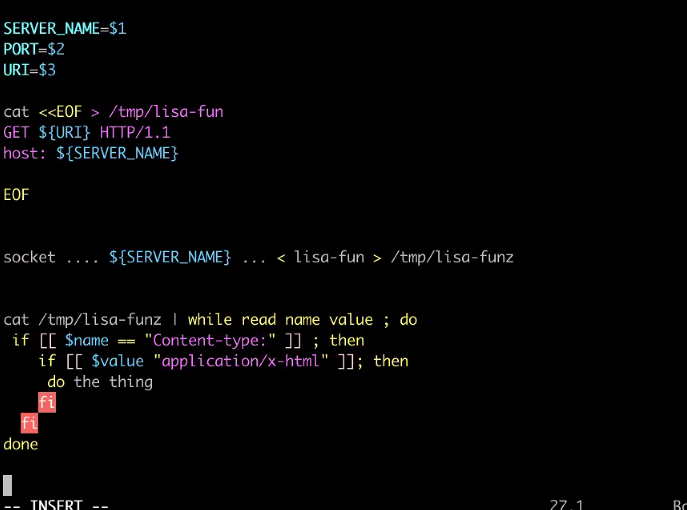 SERVER_NAME=$1
PORT=$2
URI=$3
cat <<EOF > /tmp/lisa-fun
GET ${URI} HTTP/1.1
host: ${SERVER_NAME}
EOF
socket .... ${SERVER_NAME} ... < lisa-fun > /tmp/lisa-funz
cat /tmp/lisa-funz | while read name value ; do
if [[ $name == "Content-type:" ]] ; then
if [[ $value "application/x-html" ]]; then
do the thing
fi
fi
done
-- INSERT -- 27,1